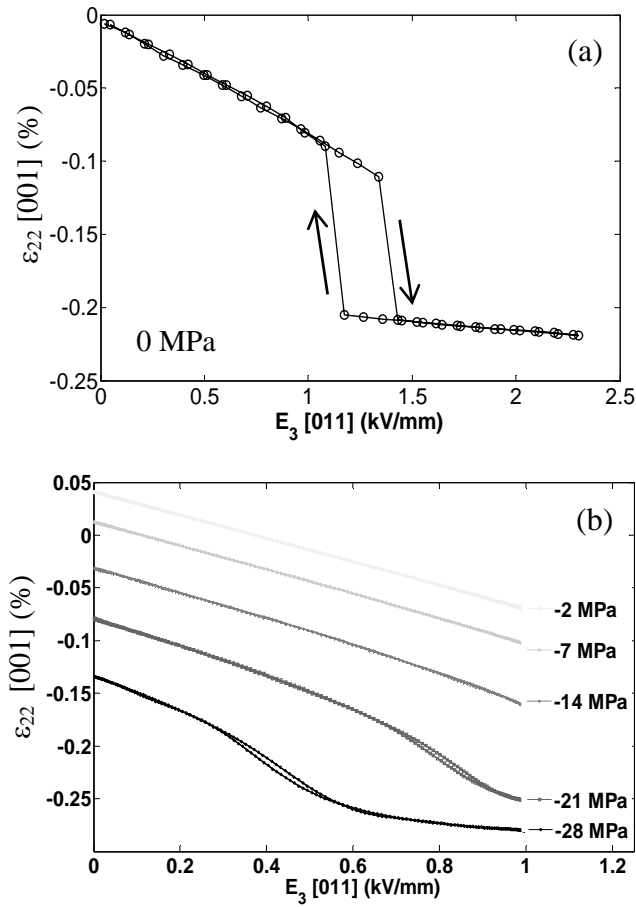 0
-0.05
-0.1
-0.15
-0.2
-0.25
ε22 [001] (%)
(a)
0 MPa
0 0.5 1 1.5 2 2.5
E3 [011] (kV/mm)
0.05
0
-0.05
-0.1
-0.15
-0.2
-0.25
ε22 [001] (%)
(b)
-2 MPa
-7 MPa
-14 MPa
-21 MPa
-28 MPa
0 0.2 0.4 0.6 0.8 1 1.2
E3 [011] (kV/mm)